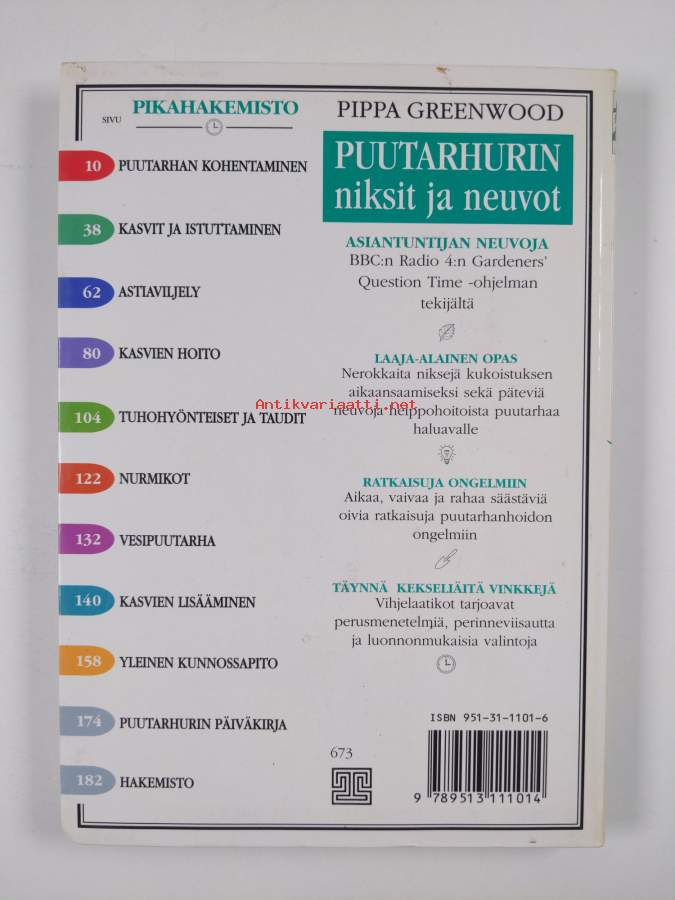 SIVU PIKAHAKEMISTO
10 PUUTARHAN KOHENTAMINEN
38 KASVIT JA ISTUTTAMINEN
62 ASTIAVILJELY
80 KASVIEN HOITO
104 TUHOHYÖNTEISET JA TAUDIT
122 NURMIKOT
132 VESIPUUTARHA
140 KASVIEN LISÄÄMINEN
158 YLEINEN KUNNOSSAPITO
174 PUUTARHURIN PÄIVÄKIRJA
182 HAKEMISTO
PIPPA GREENWOOD
PUUTARHURIN
niksit ja neuvot
ASIANTUNTIJAN NEUVOJA
BBC:n Radio 4:n Gardeners'
Question Time -ohjelman
tekijältä
LAAJA-ALAINEN OPAS
Nerokkaita niksejä kukoistuksen
aikaansaamiseksi sekä päteviä
neuvoja helppohoitoista puutarhaa
haluavalle
Antikvariaatti.net
RATKAISUJA ONGELMIIN
Aikaa, vaivaa ja rahaa säästäviä
oivia ratkaisuja puutarhanhoidon
ongelmiin
TÄYNNÄ KEKSELIÄITÄ VINKKEJÄ
Vihjelaatikot tarjoavat
perusmenetelmiä, perinneviisautta
ja luonnonmukaisia valintoja
ISBN 951-31-1101-6
673
9 789513 111014